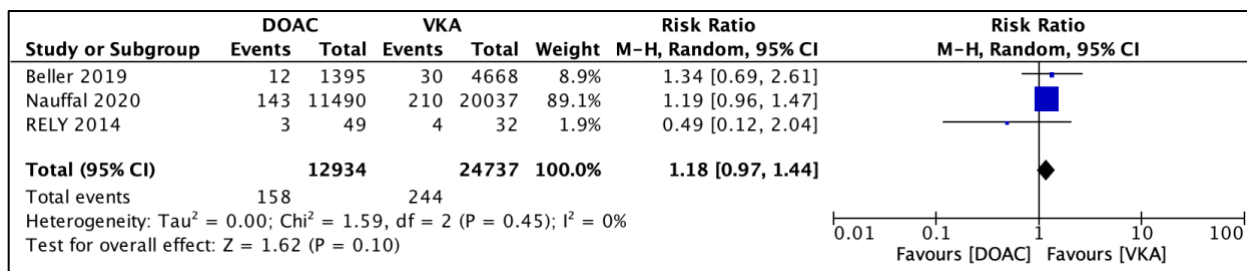 DOAC VKA Risk Ratio Risk Ratio
Study or Subgroup Events Total Events Total Weight M-H, Random, 95% CI M-H, Random, 95% CI
Beller 2019 12 1395 30 4668 8.9% 1.34 [0.69, 2.61]
Nauffal 2020 143 11490 210 20037 89.1% 1.19 [0.96, 1.47]
RELY 2014 3 49 4 32 1.9% 0.49 [0.12, 2.04]
Total (95% CI) 12934 24737 100.0% 1.18 [0.97, 1.44]
Total events 158 244
Heterogeneity: Tau² = 0.00; Chi² = 1.59, df = 2 (P = 0.45); I² = 0%
Test for overall effect: Z = 1.62 (P = 0.10)
0.01 0.1 1 10 100
Favours [DOAC] Favours [VKA]